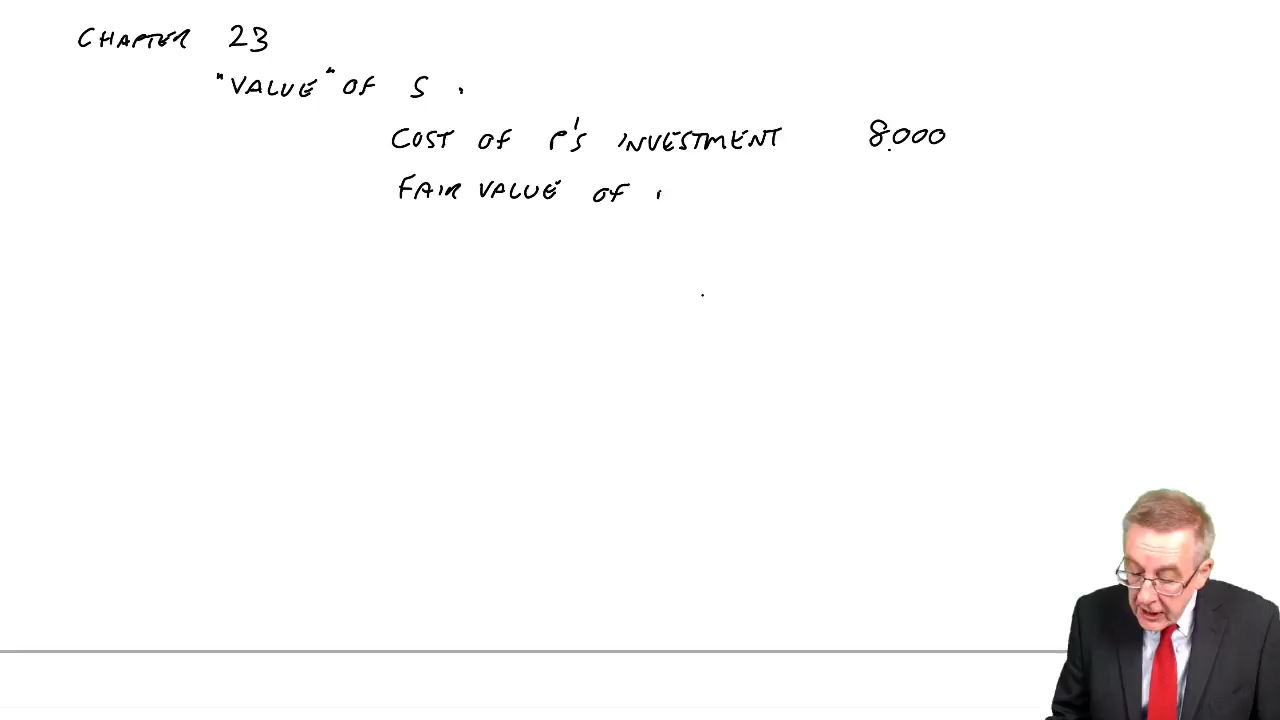 CHAPTER 23
"VALUE" OF S.
COST OF P'S INVESTMENT 8,000
FAIR VALUE OF